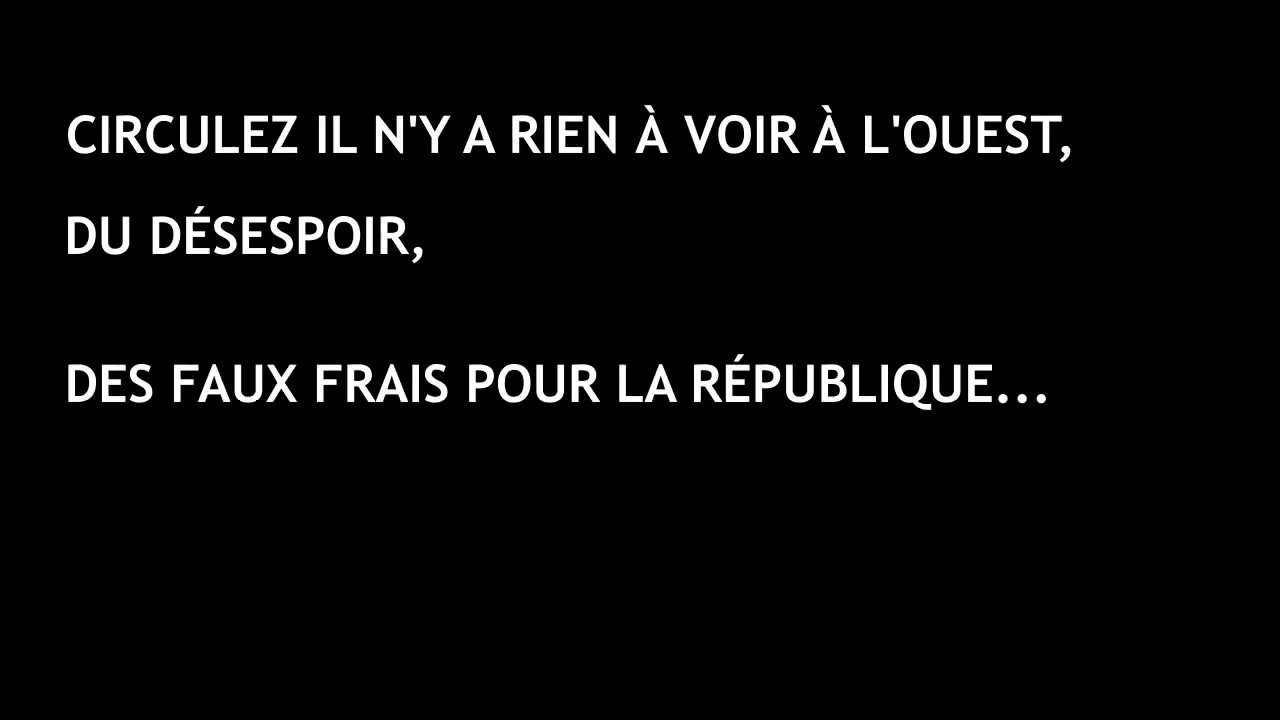 CIRCULEZ IL N'Y A RIEN À VOIR À L'OUEST,
DU DÉSESPOIR,
DES FAUX FRAIS POUR LA RÉPUBLIQUE...